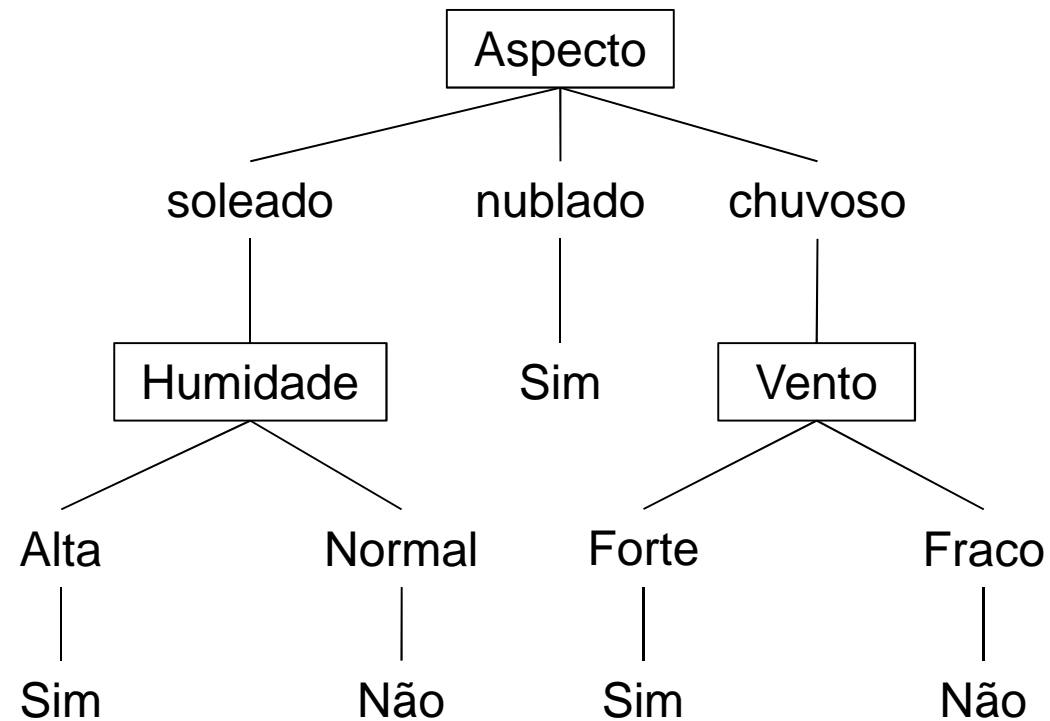 Aspecto
soleado nublado chuvoso
Humidade Sim Vento
Alta Normal Forte Fraco
Sim Não Sim Não